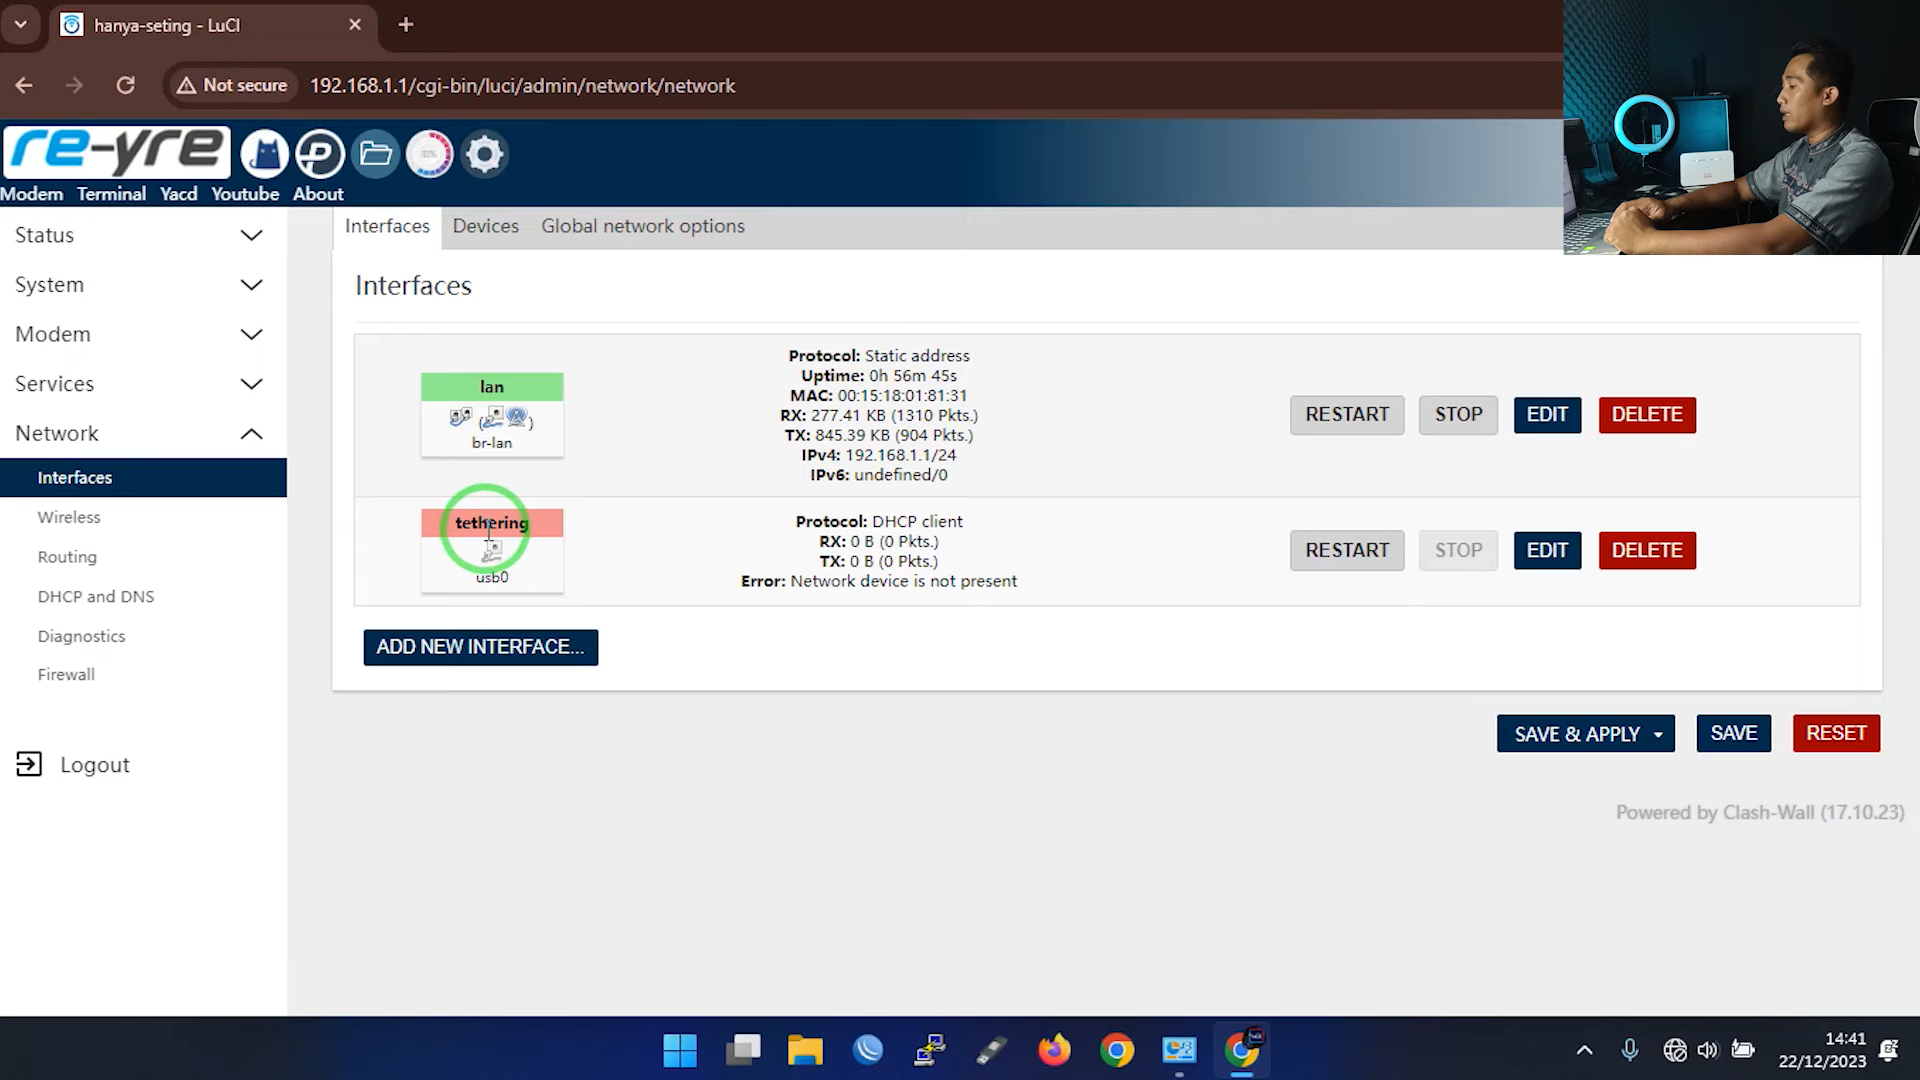 hanya-seting - LuCI
Not secure
192.168.1.1/cgi-bin/luci/admin/network/network
re-yre
Modem Terminal Yacd Youtube About
Status
System
Modem
Services
Network
Interfaces
Wireless
Routing
DHCP and DNS
Diagnostics
Firewall
Logout
Interfaces Devices Global network options
Interfaces
lan
br-lan
Protocol: Static address
Uptime: 0h 56m 45s
MAC: 00:15:18:01:81:31
RX: 277.41 KB (1310 Pkts.)
TX: 845.39 KB (904 Pkts.)
IPv4: 192.168.1.1/24
IPv6: undefined/0
RESTART STOP EDIT DELETE
tethering
usb0
Protocol: DHCP client
RX: 0 B (0 Pkts.)
TX: 0 B (0 Pkts.)
Error: Network device is not present
RESTART STOP EDIT DELETE
ADD NEW INTERFACE...
SAVE & APPLY SAVE RESET
Powered by Clash-Wall (17.10.23)
14:41
22/12/2023